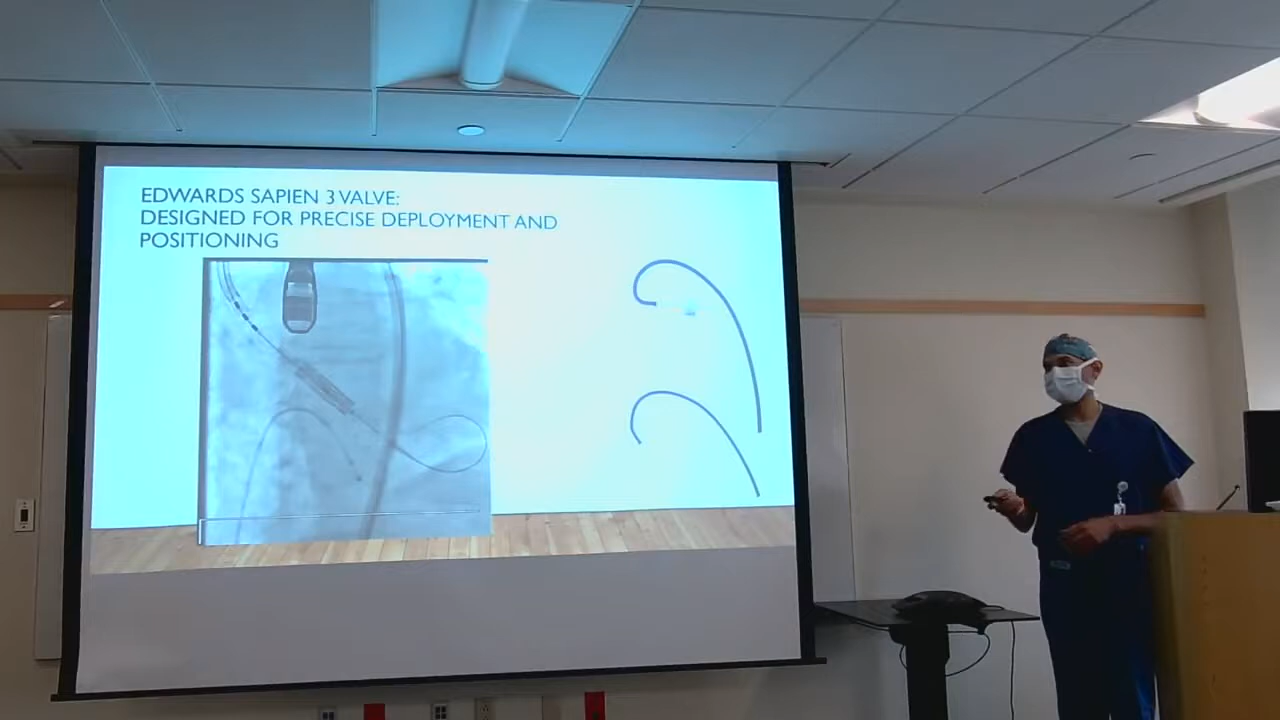 EDWARDS SAPIEN 3 VALVE:
DESIGNED FOR PRECISE DEPLOYMENT AND
POSITIONING